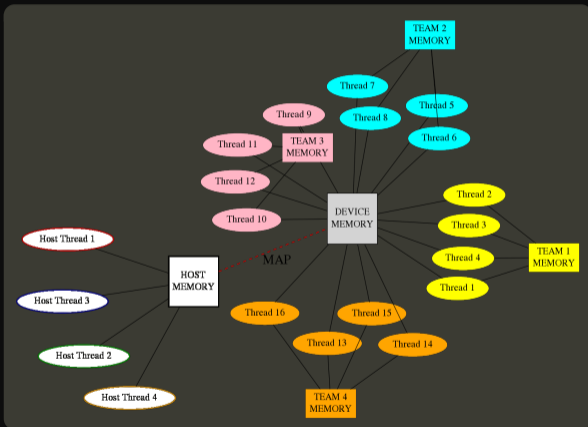 TEAM 2
MEMORY
Thread 7
Thread 5
Thread 8
Thread 9
Thread 6
Thread 11
TEAM 3
MEMORY
Thread 12
Thread 2
Thread 10
DEVICE
MEMORY
Thread 3
Host Thread 1
TEAM 1
MEMORY
Thread 4
MAP
HOST
MEMORY
Thread 1
Host Thread 3
Thread 16
Thread 15
Thread 13
Thread 14
Host Thread 2
Host Thread 4
TEAM 4
MEMORY